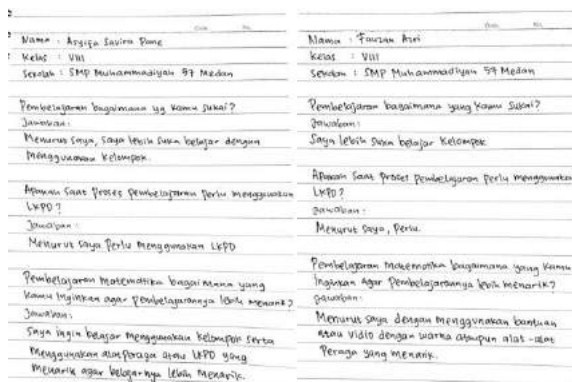 Nama : Asyifa Savira Pane
Kelas : VIII
Sekolah : SMP Muhammadiyah 57 Medan
Pembelajaran bagaimana yg kamu sukai?
Jawaban:
Menurut saya, saya lebih suka belajar dengan
menggunakan kelompok.
Apakah saat proses pembelajaran perlu menggunakan
LKPD?
Jawaban:
Menurut saya perlu menggunakan LKPD
Pembelajaran matematika bagaimana yang
kamu inginkan agar pembelajarannya lebih menarik?
Jawaban:
Saya ingin belajar menggunakan kelompok serta
menggunakan alat peraga atau LKPD yang
menarik agar belajarnya lebih menarik.
Nama : Fauzan Azri
Kelas : VIII
Sekolah : SMP Muhammadiyah 57 Medan
Pembelajaran bagaimana yang kamu sukai?
Jawaban:
Saya lebih suka belajar kelompok
Apakah saat proses pembelajaran perlu menggunakan
LKPD?
Jawaban:
Menurut saya, perlu.
Pembelajaran matematika bagaimana yang kamu
inginkan agar pembelajarannya lebih menarik?
Jawaban:
Menurut saya dengan menggunakan bantuan
atau vidio dengan warna ataupun alat-alat
peraga yang menarik.